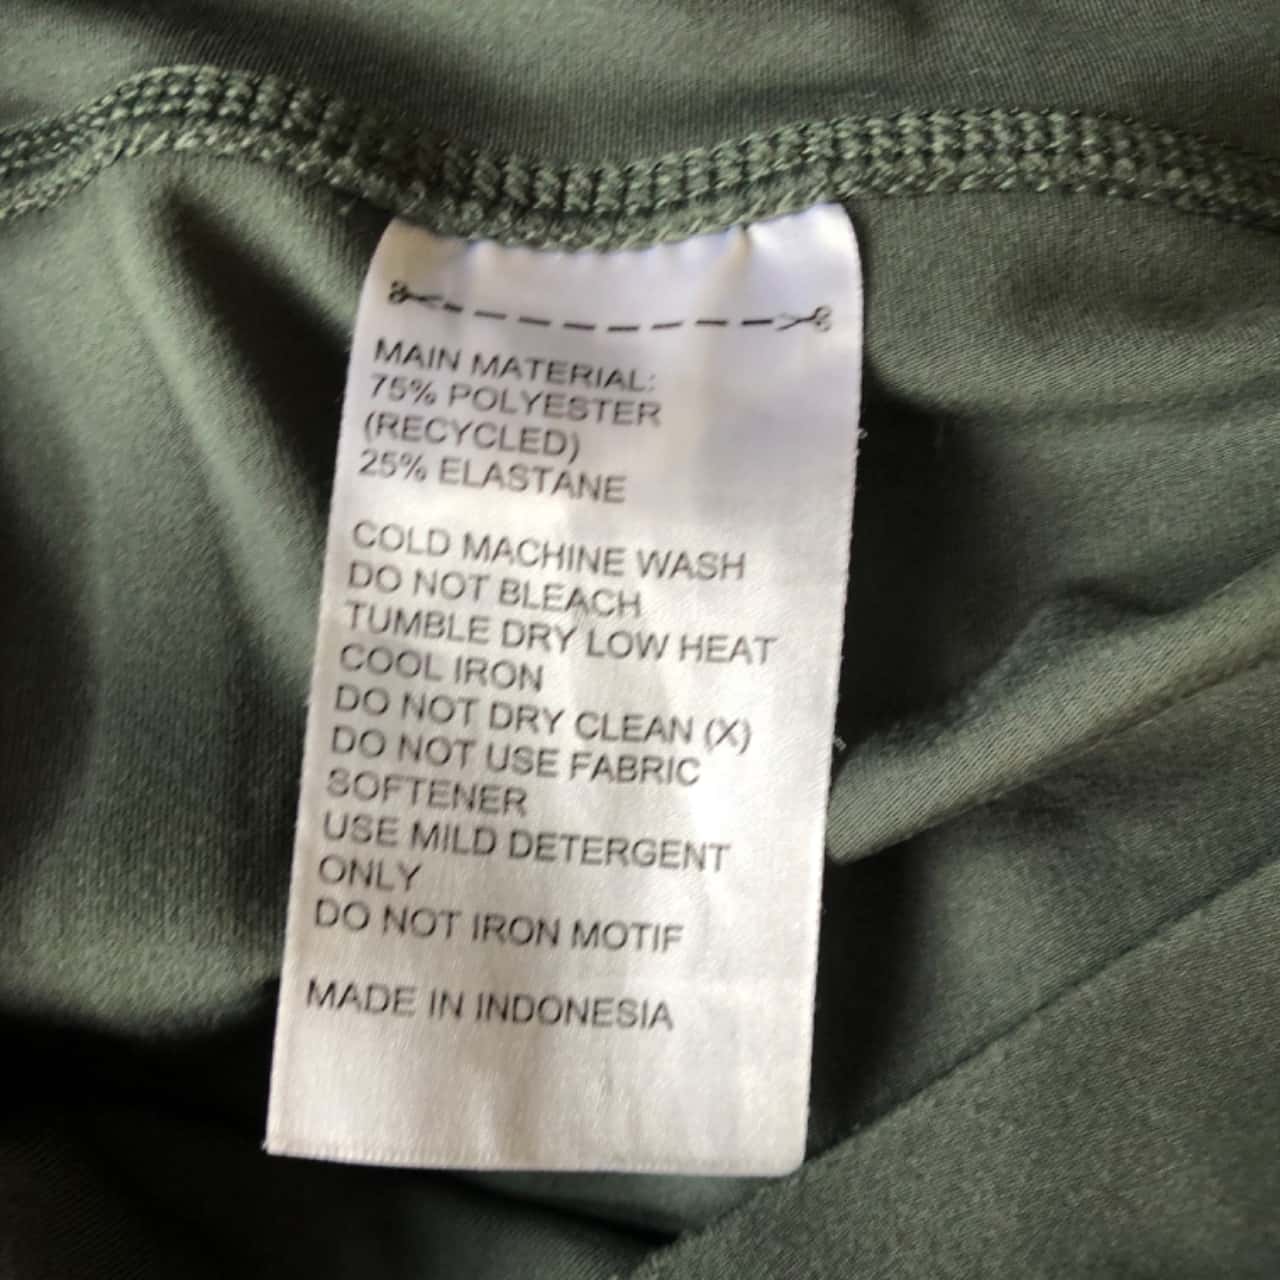 MAIN MATERIAL:
75% POLYESTER
(RECYCLED)
25% ELASTANE
COLD MACHINE WASH
DO NOT BLEACH
TUMBLE DRY LOW HEAT
COOL IRON
DO NOT DRY CLEAN (X)
DO NOT USE FABRIC
SOFTENER
USE MILD DETERGENT
ONLY
DO NOT IRON MOTIF
MADE IN INDONESIA